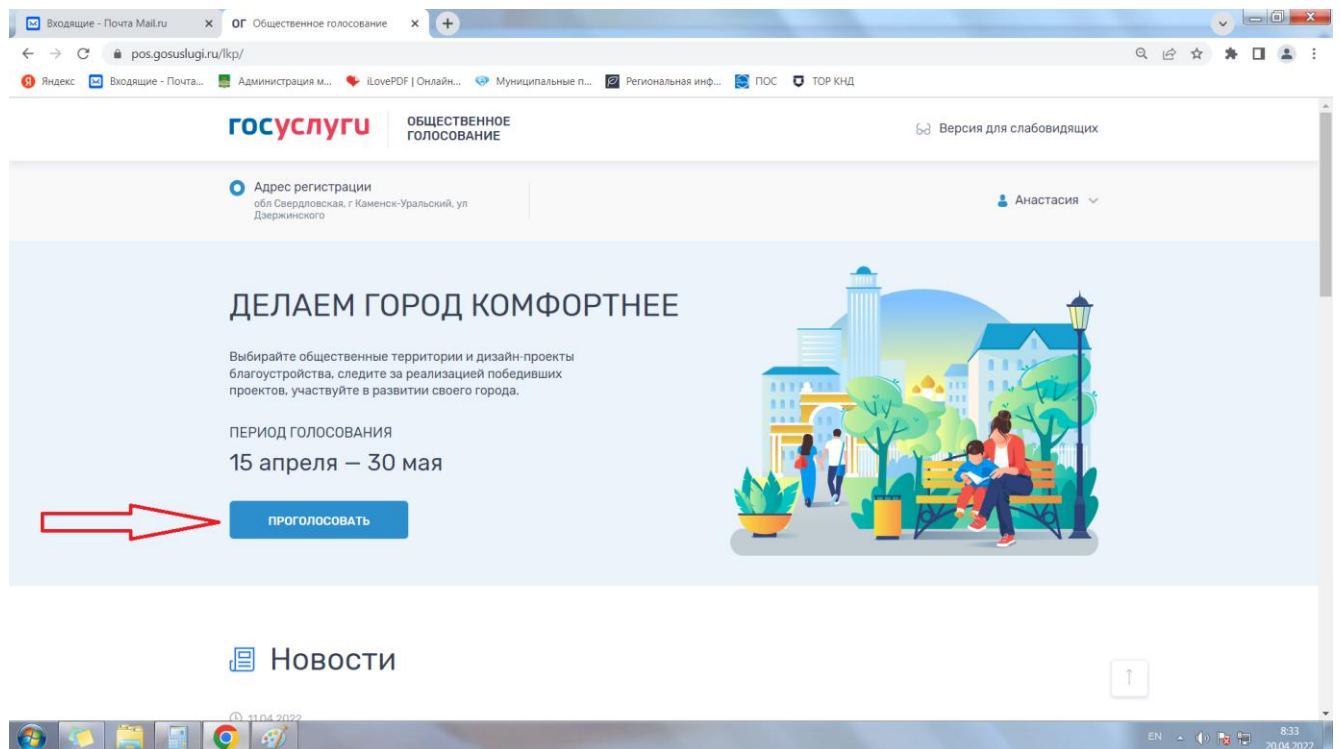 Входящие - Почта Mail.ru
ОГ Общественное голосование
pos.gosuslugi.ru/lkp/
Яндекс
Входящие - Почта...
Администрация м...
iLovePDF | Онлайн...
Муниципальные п...
Региональная инф...
ПОС
ТОР КНД
госуслуги
ОБЩЕСТВЕННОЕ
ГОЛОСОВАНИЕ
Версия для слабовидящих
Адрес регистрации
обл Свердловская, г Каменск-Уральский, ул
Дзержинского
Анастасия
ДЕЛАЕМ ГОРОД КОМФОРТНЕЕ
Выбирайте общественные территории и дизайн-проекты
благоустройства, следите за реализацией победивших
проектов, участвуйте в развитии своего города.
ПЕРИОД ГОЛОСОВАНИЯ
15 апреля — 30 мая
ПРОГОЛОСОВАТЬ
Новости
11.04.2022
EN
8:33
20.04.2022